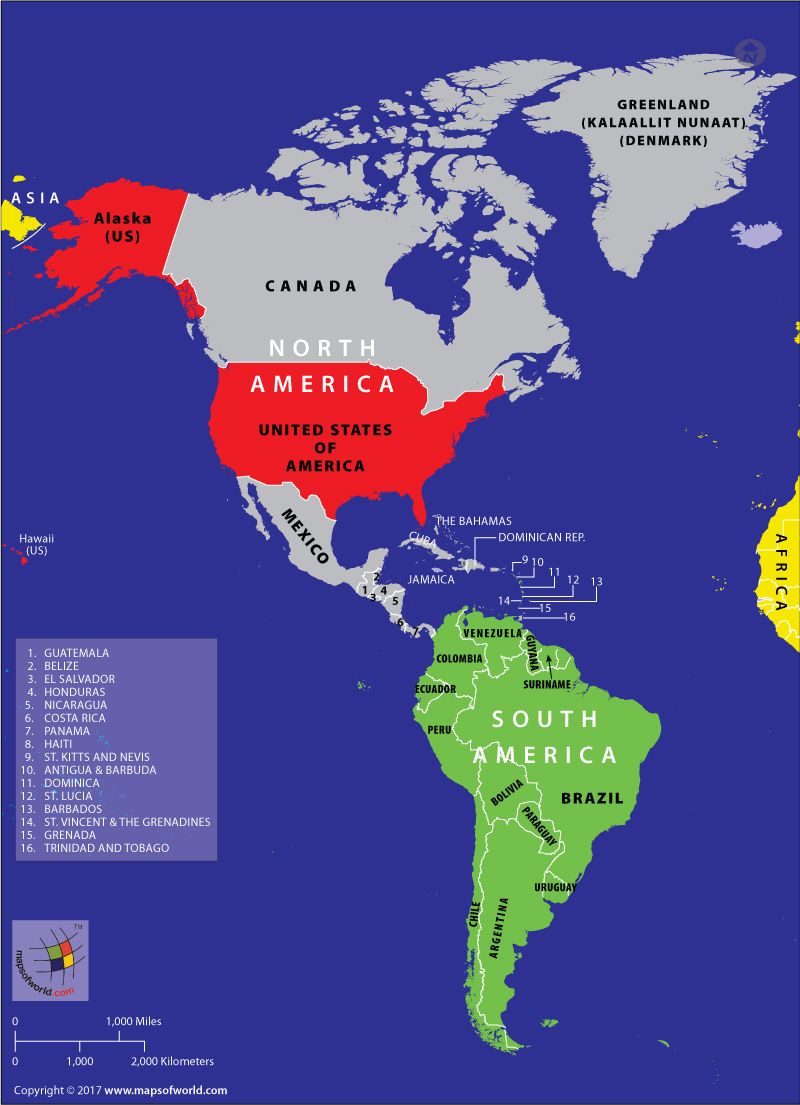 GREENLAND
(KALAALLIT NUNAAT)
(DENMARK)
ASIA
Alaska
(US)
CANADA
NORTH
AMERICA
UNITED STATES
OF
AMERICA
MEXICO
Hawaii
(US)
THE BAHAMAS
CUBA
DOMINICAN REP.
JAMAICA
AFRICA
9
10
11
12
13
14
15
16
1
2
3
4
5
6
7
8
VENEZUELA
GUYANA
COLOMBIA
SURINAME
ECUADOR
PERU
SOUTH
AMERICA
BOLIVIA
BRAZIL
PARAGUAY
URUGUAY
CHILE
ARGENTINA
1. GUATEMALA
2. BELIZE
3. EL SALVADOR
4. HONDURAS
5. NICARAGUA
6. COSTA RICA
7. PANAMA
8. HAITI
9. ST. KITTS AND NEVIS
10. ANTIGUA & BARBUDA
11. DOMINICA
12. ST. LUCIA
13. BARBADOS
14. ST. VINCENT & THE GRENADINES
15. GRENADA
16. TRINIDAD AND TOBAGO
TM
mapsofworld.com
0 1,000 Miles
0 1,000 2,000 Kilometers
Copyright © 2017 www.mapsofworld.com